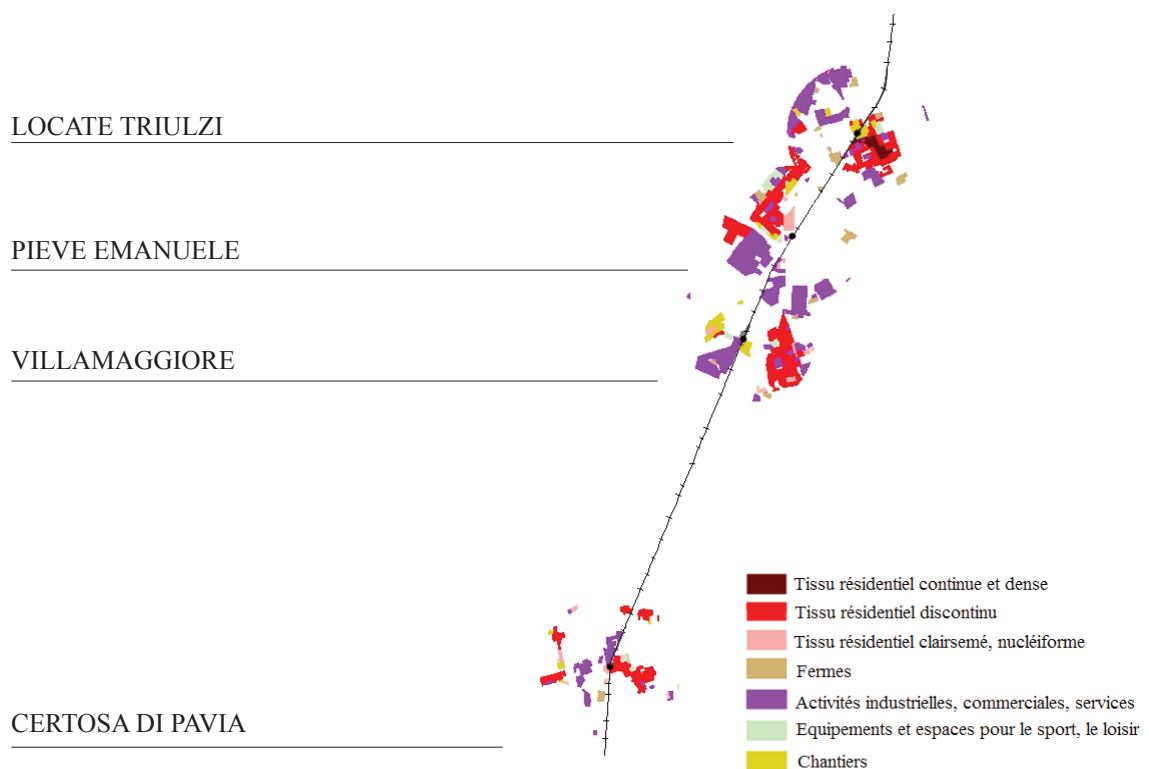 LOCATE TRIULZI
PIEVE EMANUELE
VILLAMAGGIORE
CERTOSA DI PAVIA
Tissu résidentiel continue et dense
Tissu résidentiel discontinu
Tissu résidentiel clairsemé, nucléiforme
Fermes
Activités industrielles, commerciales, services
Equipements et espaces pour le sport, le loisir
Chantiers